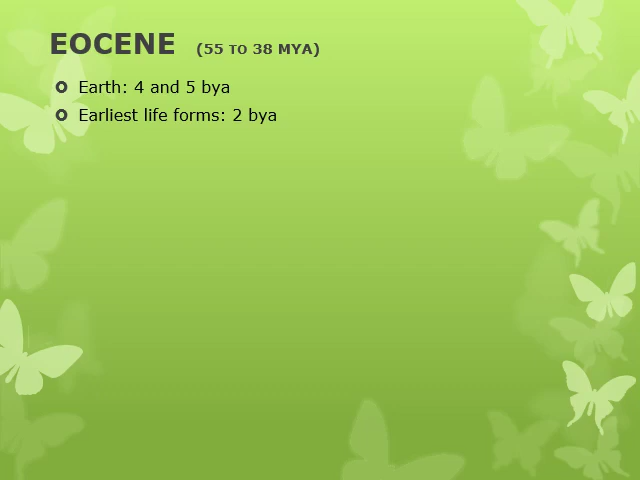 EOCENE (55 TO 38 MYA)
Earth: 4 and 5 bya
Earliest life forms: 2 bya